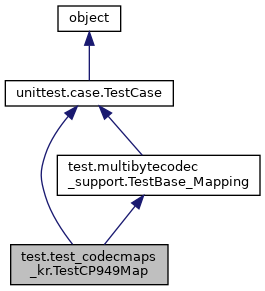 object
unittest.case.TestCase
test.multibytecodec
_support.TestBase_Mapping
test.test_codecmaps
_kr.TestCP949Map